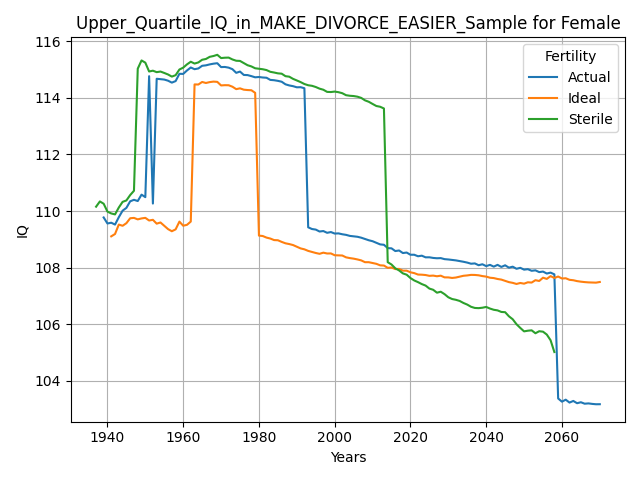 Upper_Quartile_IQ_in_MAKE_DIVORCE_EASIER_Sample for Female
116
114
112
110
108
106
104
IQ
Fertility
Actual
Ideal
Sterile
1940 1960 1980 2000 2020 2040 2060
Years